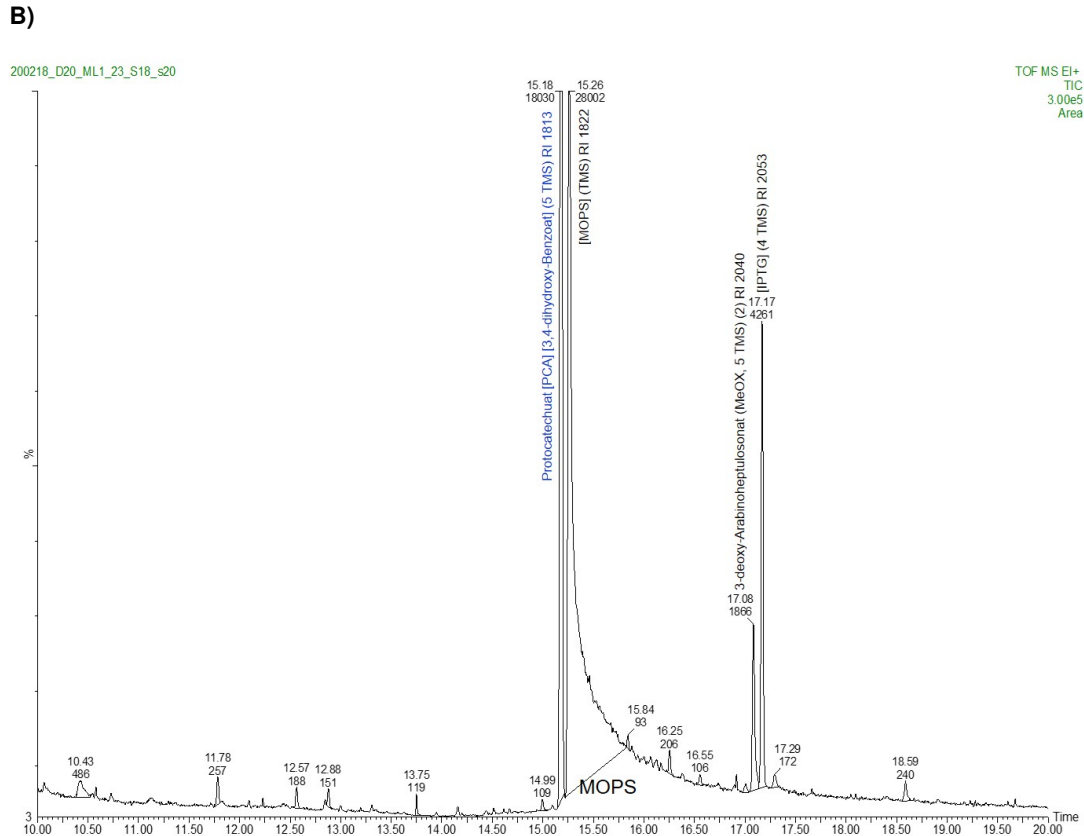 B)
200218_D20_ML1_23_S18_s20
TOF MS EI+
TIC
3.00e5
Area
15.18
18030
15.26
28002
Protocatechuat [PCA] [3,4-dihydroxy-Benzoat] (5 TMS) RI 1813
[MOPS] (TMS) RI 1822
3-deoxy-Arabinoheptulosonat (MeOX, 5 TMS) (2) RI 2040
[IPTG] (4 TMS) RI 2053
17.17
4261
17.08
1866
%
15.84
93
16.25
206
16.55
106
17.29
172
18.59
240
10.43
486
11.78
257
12.57
188
12.88
151
13.75
119
14.99
109
MOPS
3
Time
10.00 10.50 11.00 11.50 12.00 12.50 13.00 13.50 14.00 14.50 15.00 15.50 16.00 16.50 17.00 17.50 18.00 18.50 19.00 19.50 20.00